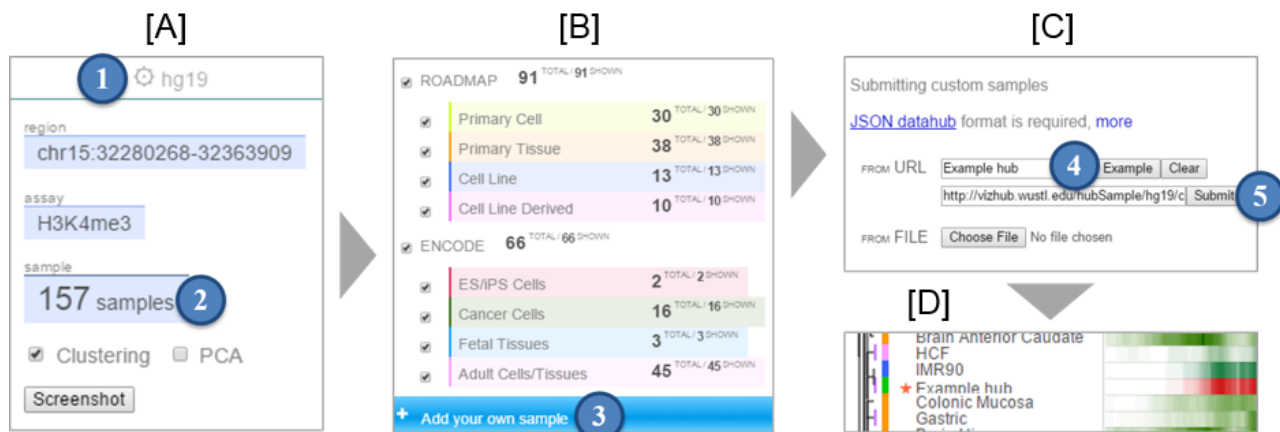 [A]
[B]
[C]
1 hg19
region
chr15:32280268-32363909
assay
H3K4me3
sample
157 samples 2
Clustering PCA
Screenshot
ROADMAP 91 TOTAL / 91 SHOWN
Primary Cell 30 TOTAL / 30 SHOWN
Primary Tissue 38 TOTAL / 38 SHOWN
Cell Line 13 TOTAL / 13 SHOWN
Cell Line Derived 10 TOTAL / 10 SHOWN
ENCODE 66 TOTAL / 66 SHOWN
ES/iPS Cells 2 TOTAL / 2 SHOWN
Cancer Cells 16 TOTAL / 16 SHOWN
Fetal Tissues 3 TOTAL / 3 SHOWN
Adult Cells/Tissues 45 TOTAL / 45 SHOWN
+ Add your own sample 3
Submitting custom samples
JSON datahub format is required, more
FROM URL Example hub 4 Example Clear
http://vizhub.wustl.edu/hubSample/hg19/c Submit 5
FROM FILE Choose File No file chosen
[D]
Brain Anterior Caudate
HCF
IMR90
Example hub
Colonic Mucosa
Gastric